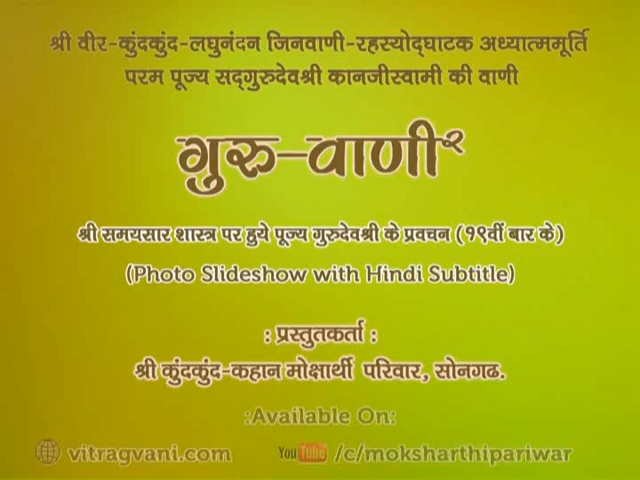 श्री वीर-कुंदकुंद-लघुनंदन जिनवाणी-रहस्योद्घाटक अध्यात्ममूर्ति
परम पूज्य सद्गुरुदेवश्री कानजीस्वामी की वाणी
गुरु-वाणी२
श्री समयसार शास्त्र पर हुये पूज्य गुरुदेवश्री के प्रवचन (१९वीं बार के)
(Photo Slideshow with Hindi Subtitle)
: प्रस्तुतकर्ता :
श्री कुंदकुंद-कहान मोक्षार्थी परिवार, सोनगढ.
:Available On:
vitragvani.com YouTube /c/moksharthipariwar